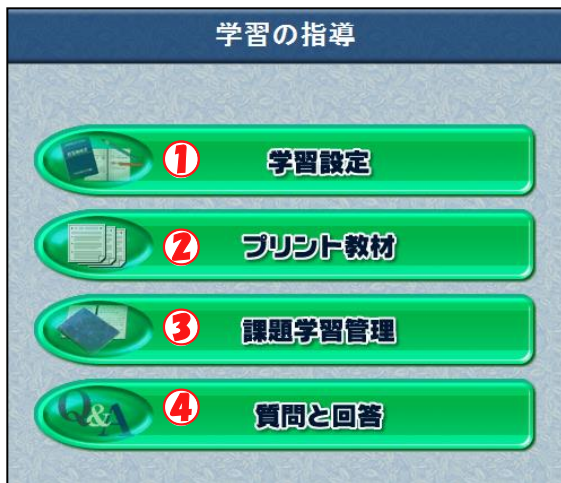 学習の指導
① 学習設定
② プリント教材
③ 課題学習管理
Q&A ④ 質問と回答